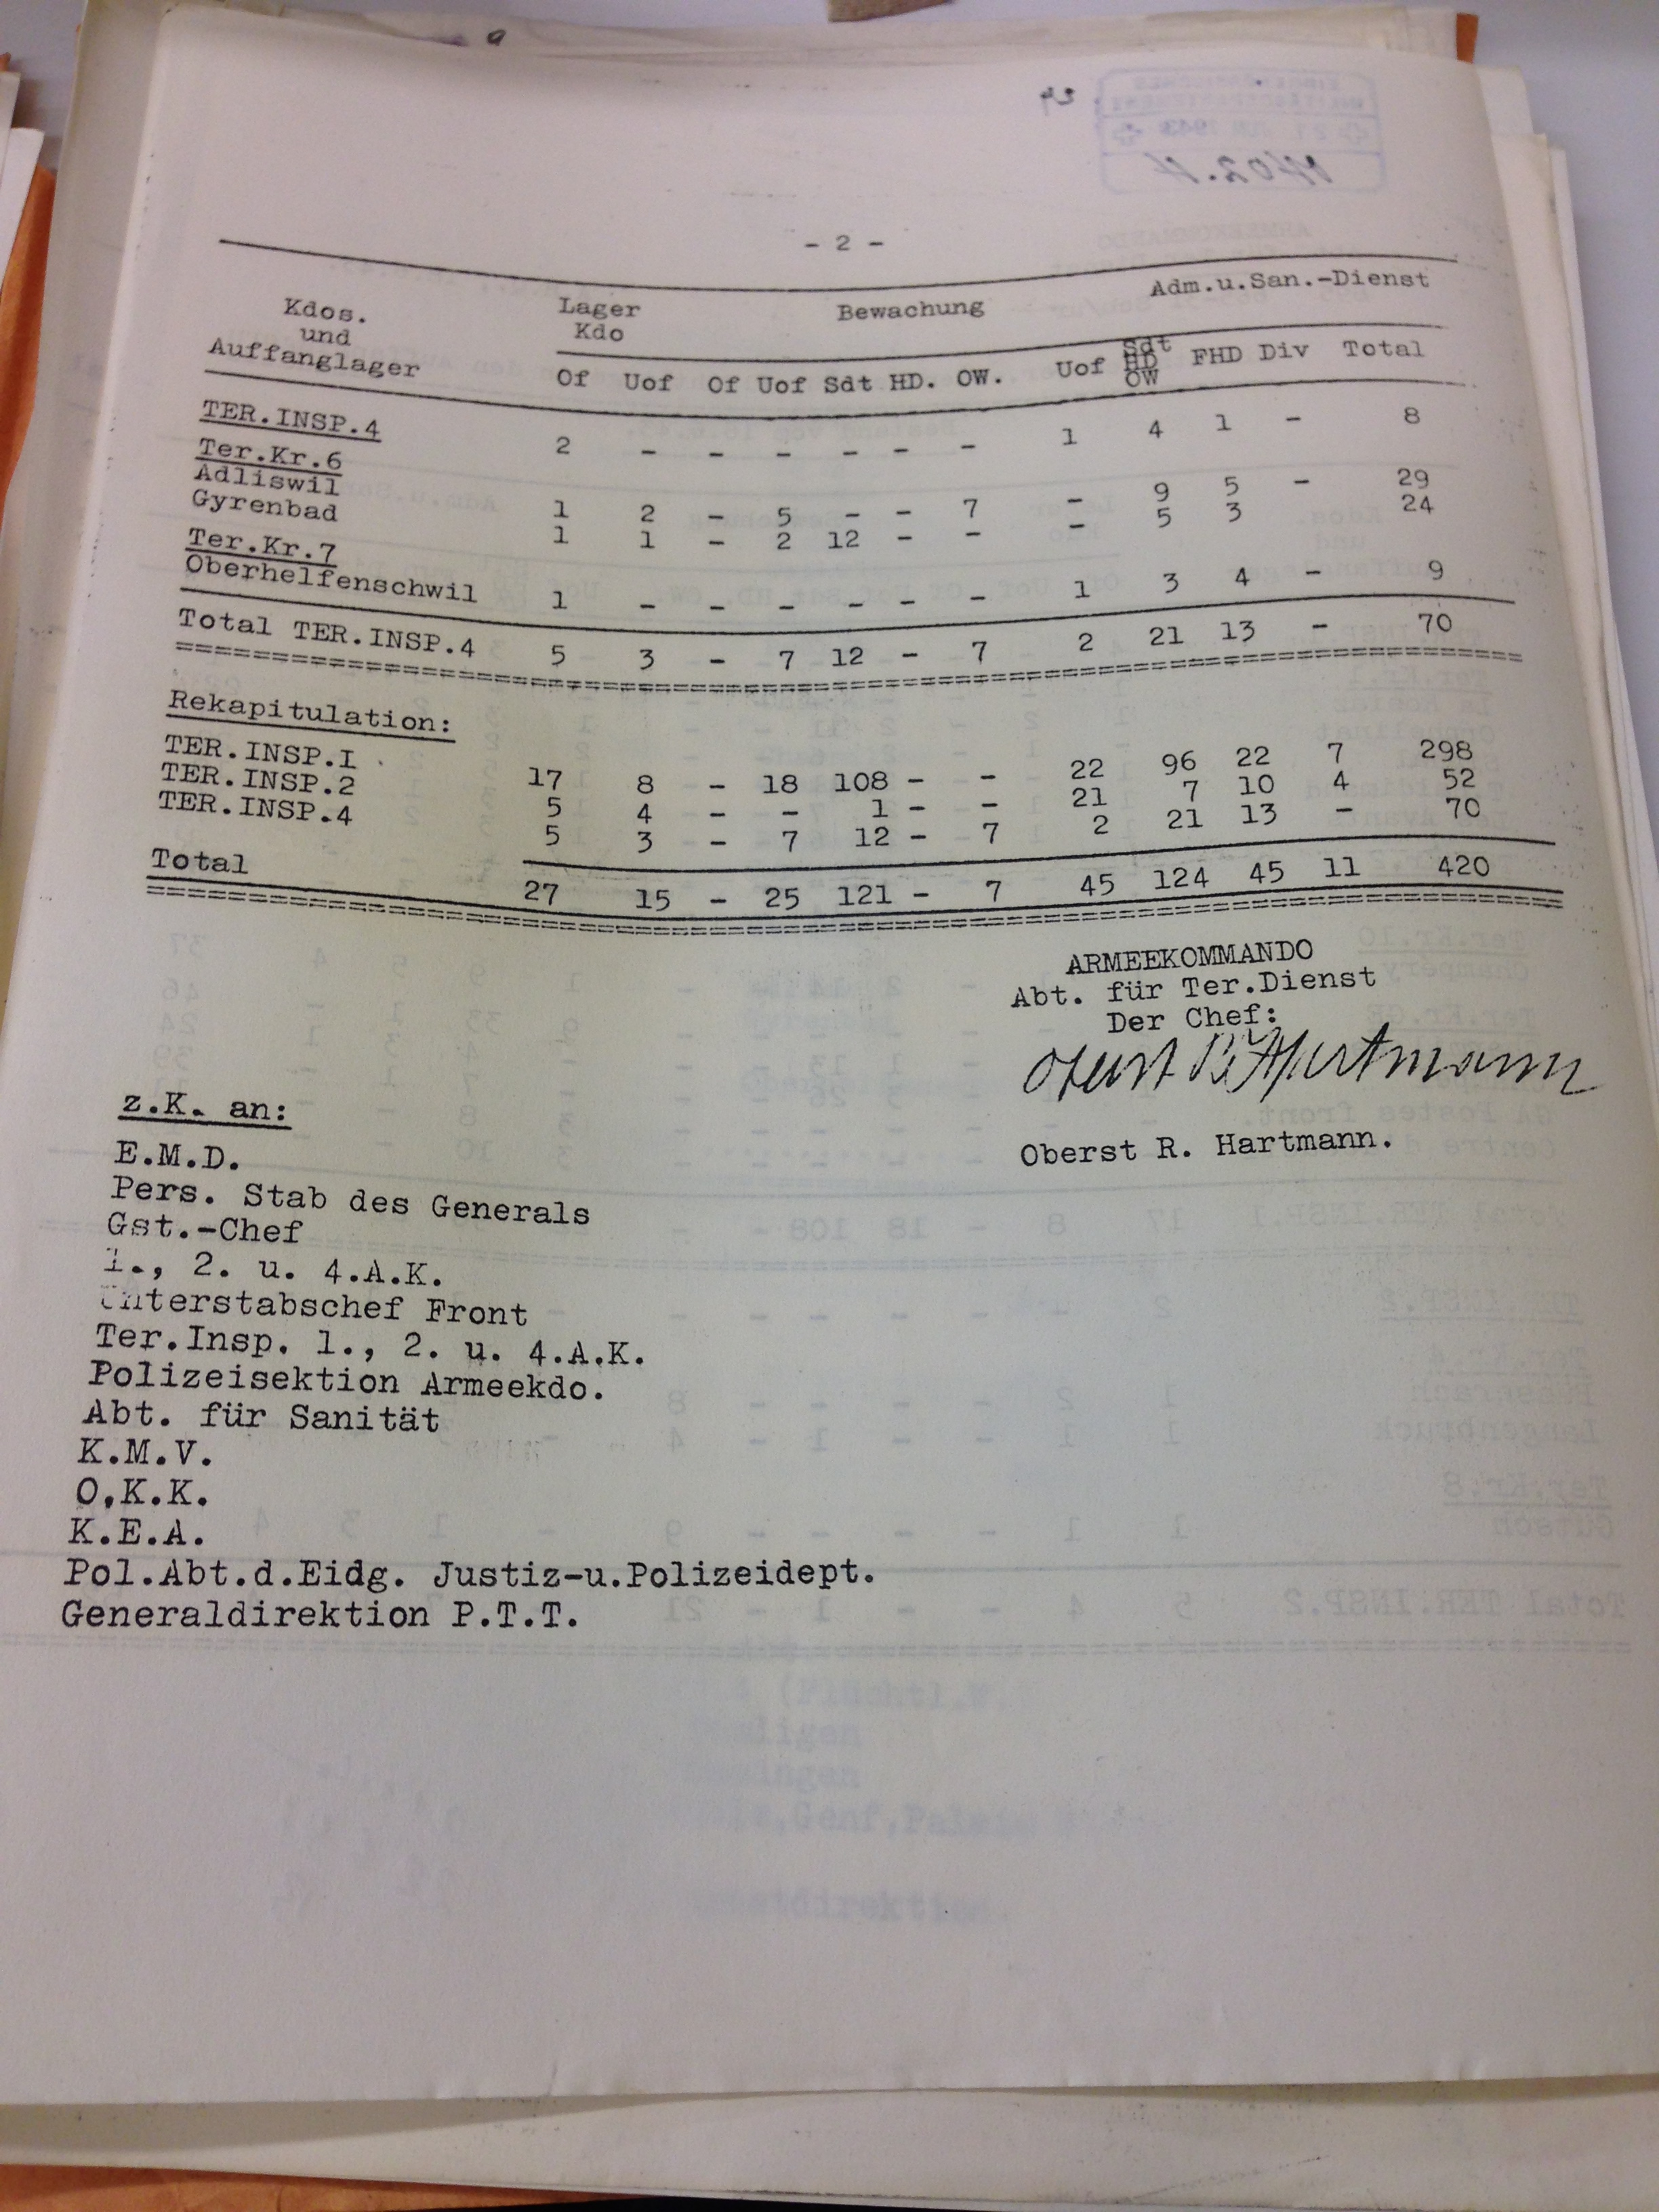 - 2 -
Kdos. und Auffanglager Lager Kdo Bewachung Adm.u.San.-Dienst
Of Uof Of Uof Sdt HD. OW. Uof Sdt HD OW FHD Div Total
TER.INSP.4 2 - - - - - - 1 4 1 - 8
Ter.Kr.6
Adliswil 1 2 - 5 - - 7 - 9 5 - 29
Gyrenbad 1 1 - 2 12 - - - 5 3 24
Ter.Kr.7
Oberhelfenschwil 1 - - - - - - 1 3 4 - 9
Total TER.INSP.4 5 3 - 7 12 - 7 2 21 13 - 70
Rekapitulation:
TER.INSP.I 17 8 - 18 108 - - 22 96 22 7 298
TER.INSP.2 5 4 - - 1 - - 21 7 10 4 52
TER.INSP.4 5 3 - 7 12 - 7 2 21 13 - 70
Total 27 15 - 25 121 - 7 45 124 45 11 420
ARMEEKOMMANDO
Abt. für Ter.Dienst
Der Chef:
Oberst R. Hartmann
Oberst R. Hartmann.
z.K. an:
E.M.D.
Pers. Stab des Generals
Gst.-Chef
1., 2. u. 4.A.K.
Unterstabschef Front
Ter.Insp. 1., 2. u. 4.A.K.
Polizeisektion Armeekdo.
Abt. für Sanität
K.M.V.
O.K.K.
K.E.A.
Pol.Abt.d.Eidg. Justiz-u.Polizeidept.
Generaldirektion P.T.T.